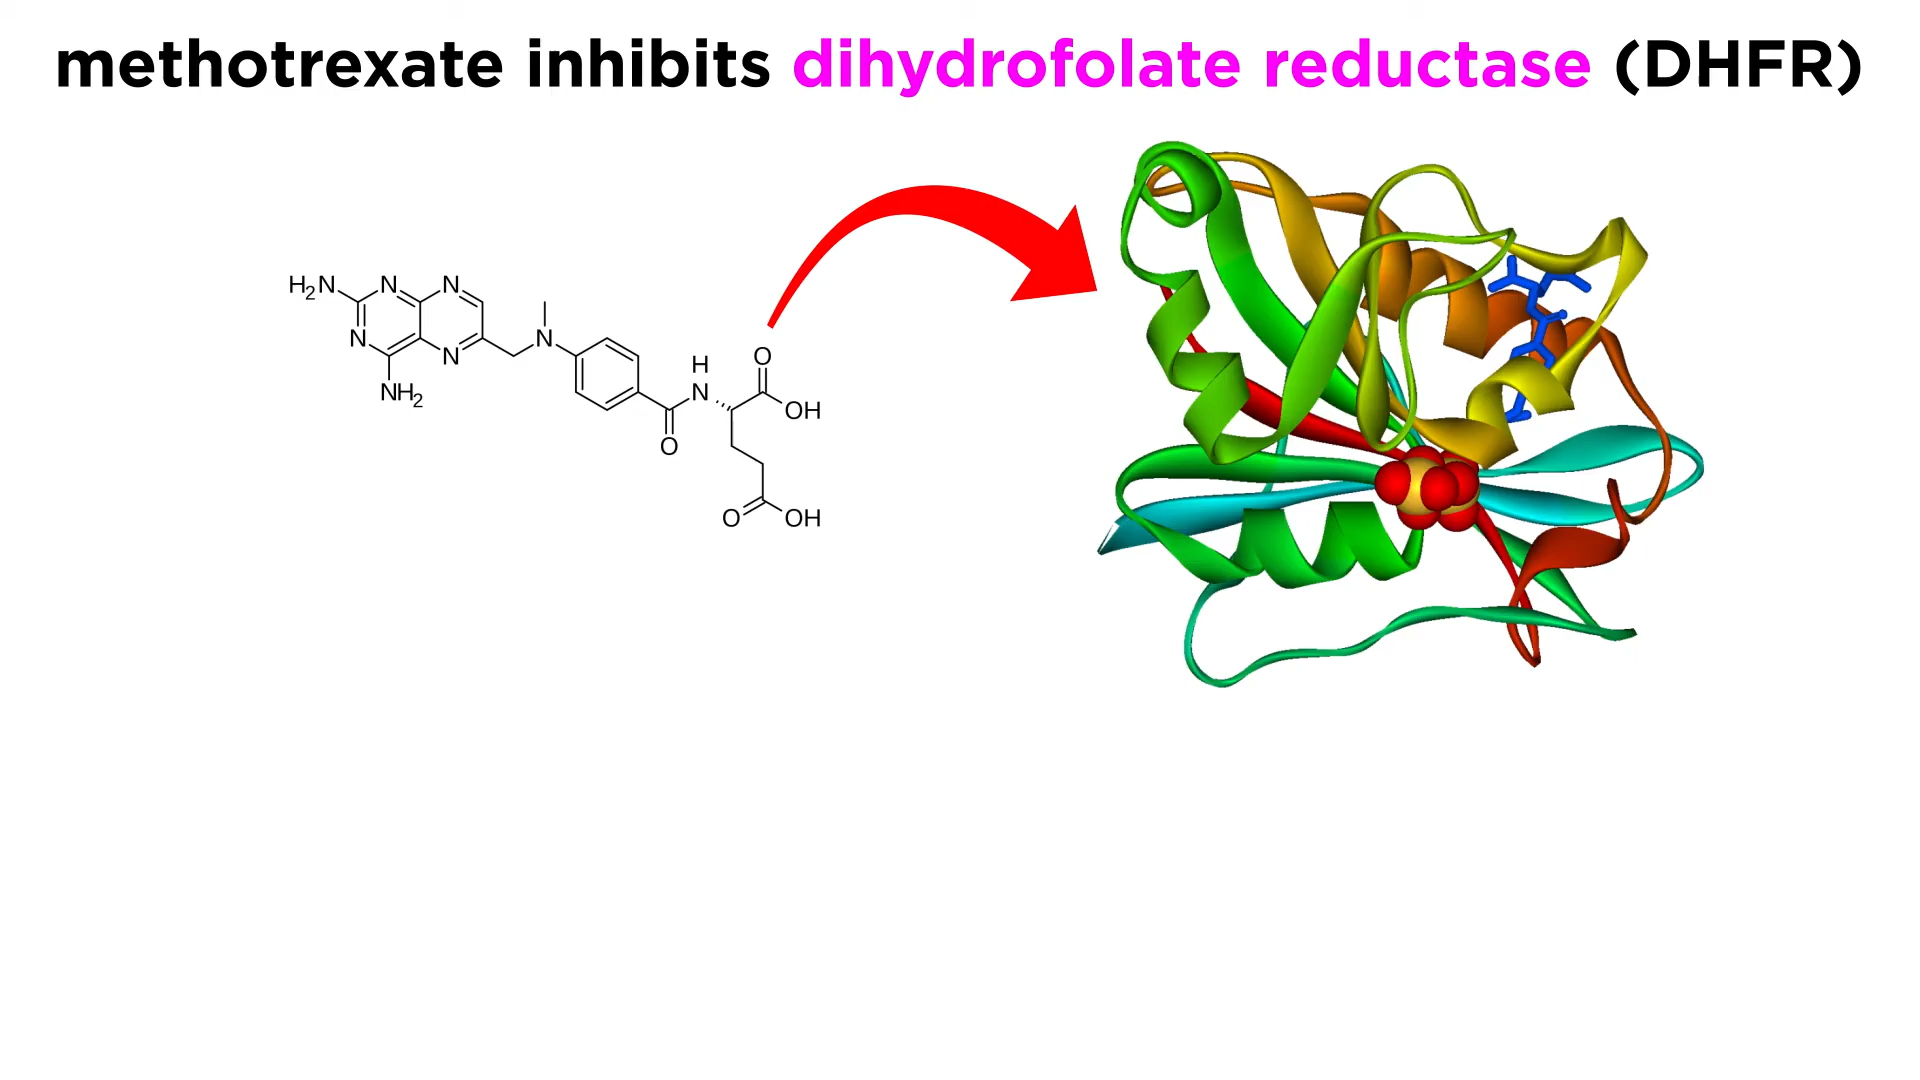 methotrexate inhibits dihydrofolate reductase (DHFR)
H2N N N
N N N H O
NH2 N OH
O
O OH